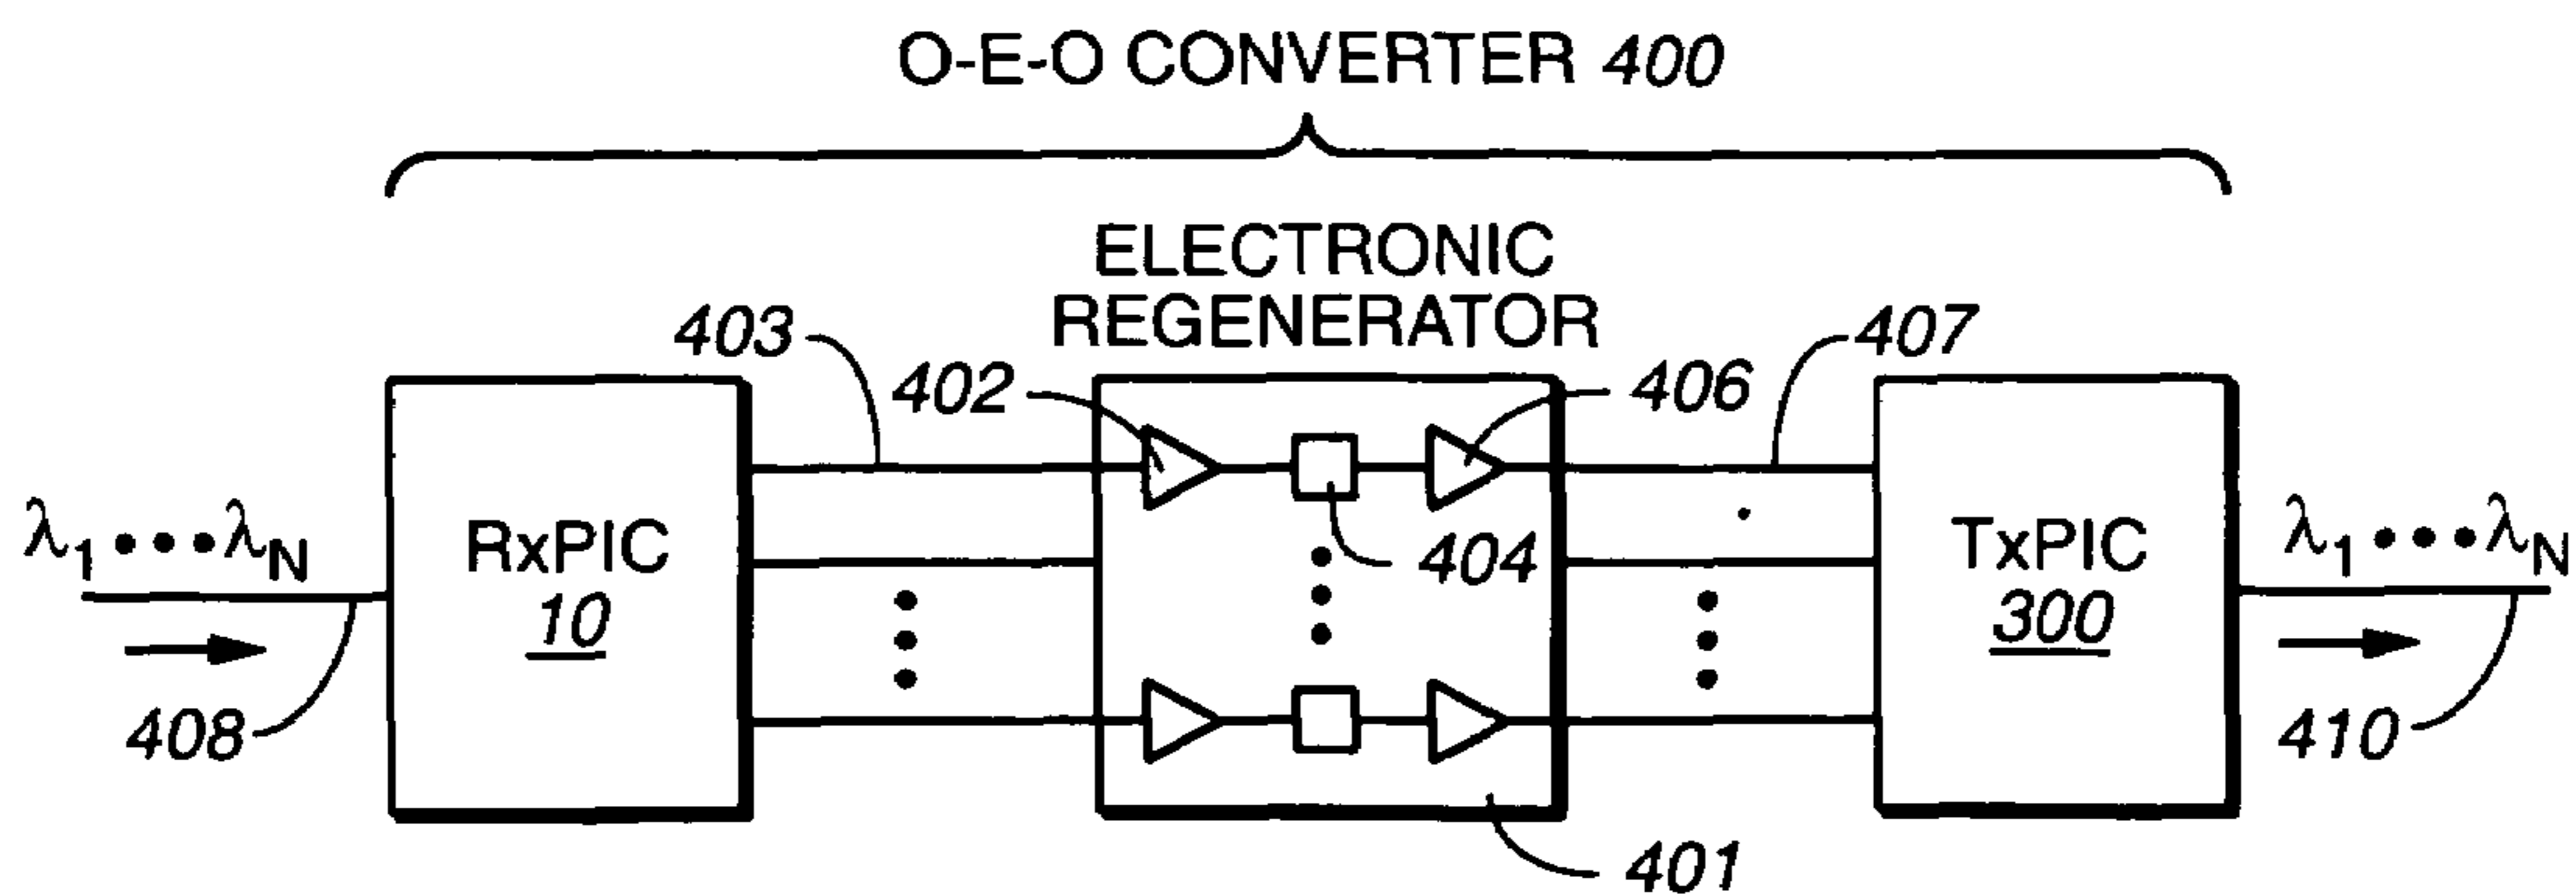 O-E-O CONVERTER 400
ELECTRONIC
REGENERATOR
403
402
406
407
λ1 • • • λN
RxPIC
10
404
TxPIC
300
λ1 • • • λN
408
410
401